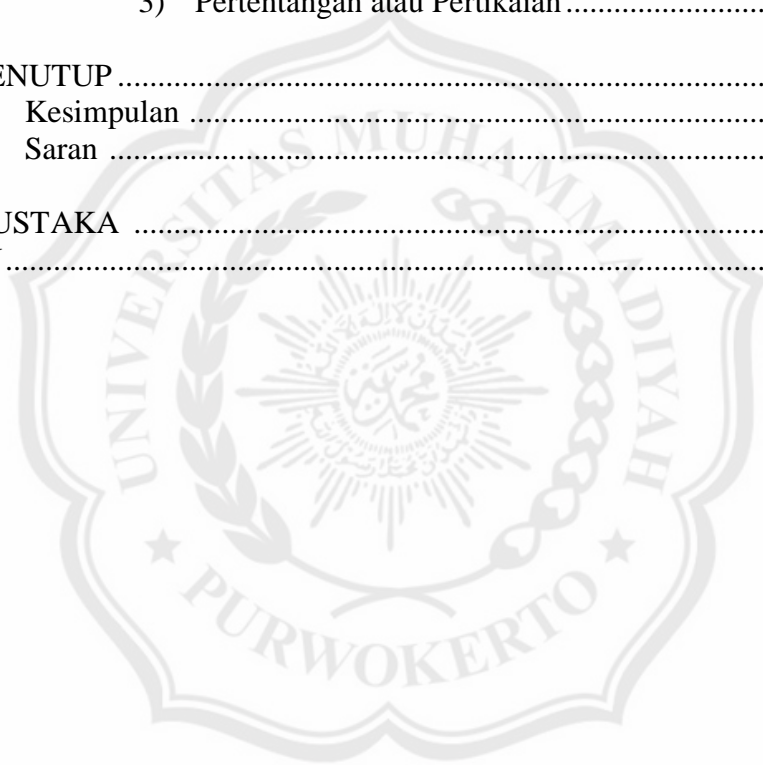 3) Pertentangan atau Pertikaian ........................
ENUTUP ........................................................................................
Kesimpulan ...............................................................................
Saran .........................................................................................
USTAKA ......................................................................................
.......................................................................................................
UNIVERSITAS MUHAMMADIYAH
PURWOKERTO